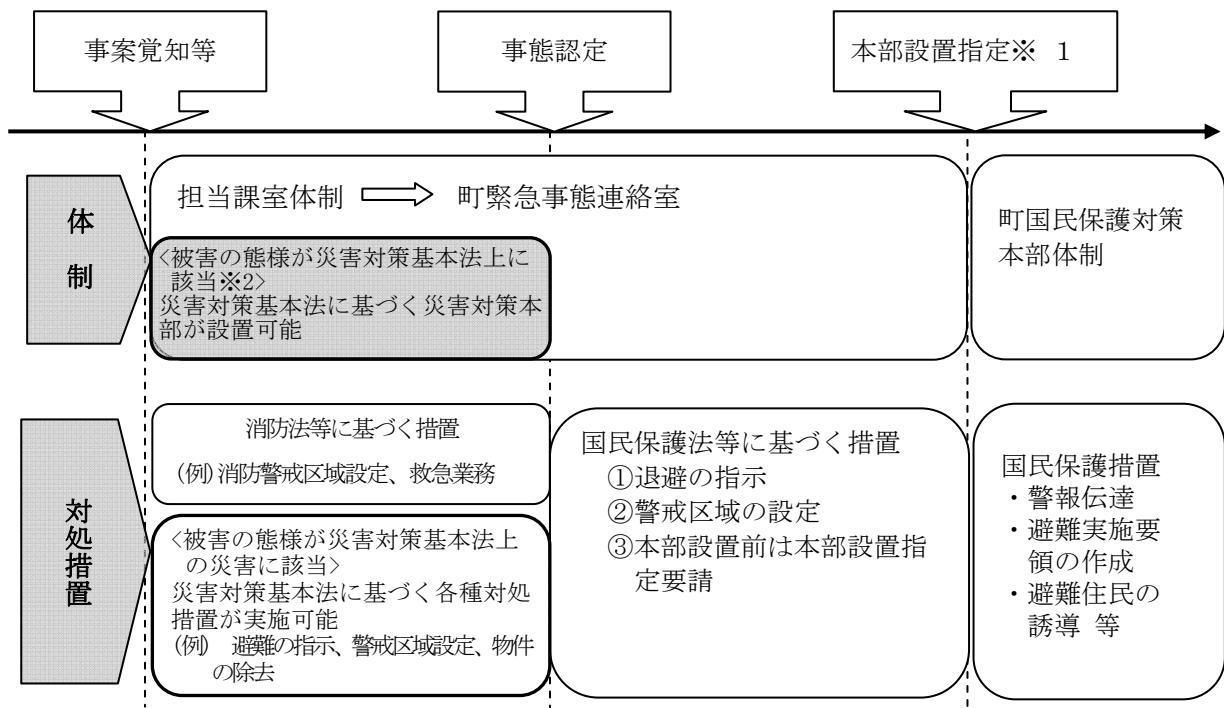 事案覚知等
事態認定
本部設置指定※ 1
体
制
担当課室体制
町緊急事態連絡室
<被害の態様が災害対策基本法上に
該当※2>
災害対策基本法に基づく災害対策本
部が設置可能
町国民保護対策
本部体制
対
処
措
置
消防法等に基づく措置
(例)消防警戒区域設定、救急業務
<被害の態様が災害対策基本法上
の災害に該当>
災害対策基本法に基づく各種対処
措置が実施可能
(例) 避難の指示、警戒区域設定、物件
の除去
国民保護法等に基づく措置
①退避の指示
②警戒区域の設定
③本部設置前は本部設置指
定要請
国民保護措置
・警報伝達
・避難実施要
領の作成
・避難住民の
誘導 等